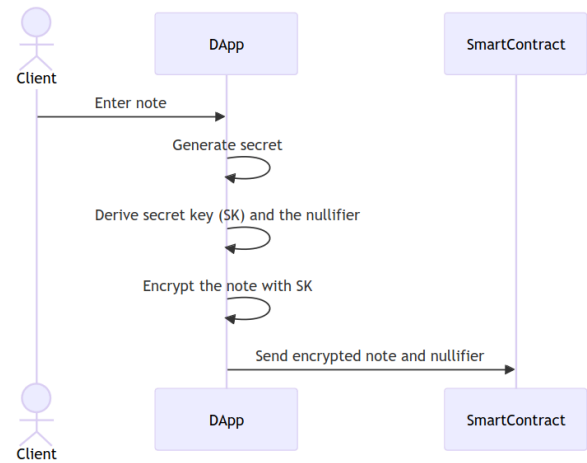 Client
DApp
SmartContract
Enter note
Generate secret
Derive secret key (SK) and the nullifier
Encrypt the note with SK
Send encrypted note and nullifier
Client
DApp
SmartContract